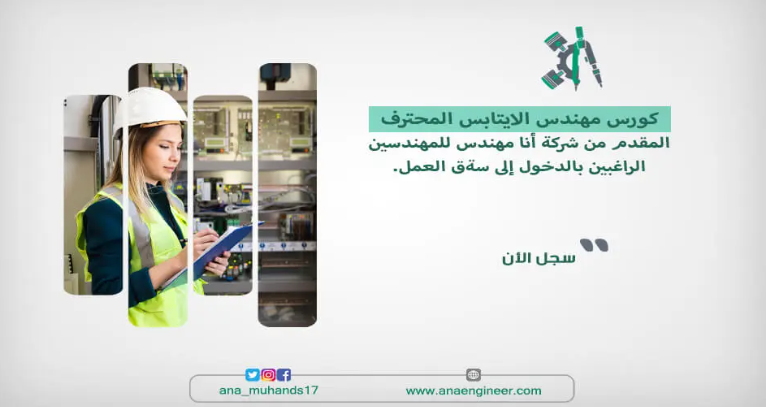 كورس مهندس الايتابس المحترف
المقدم من شركة أنا مهندس للمهندسين
الراغبين بالدخول إلى سةق العمل.
سجل الأن
ana_muhands17
www.anaengineer.com